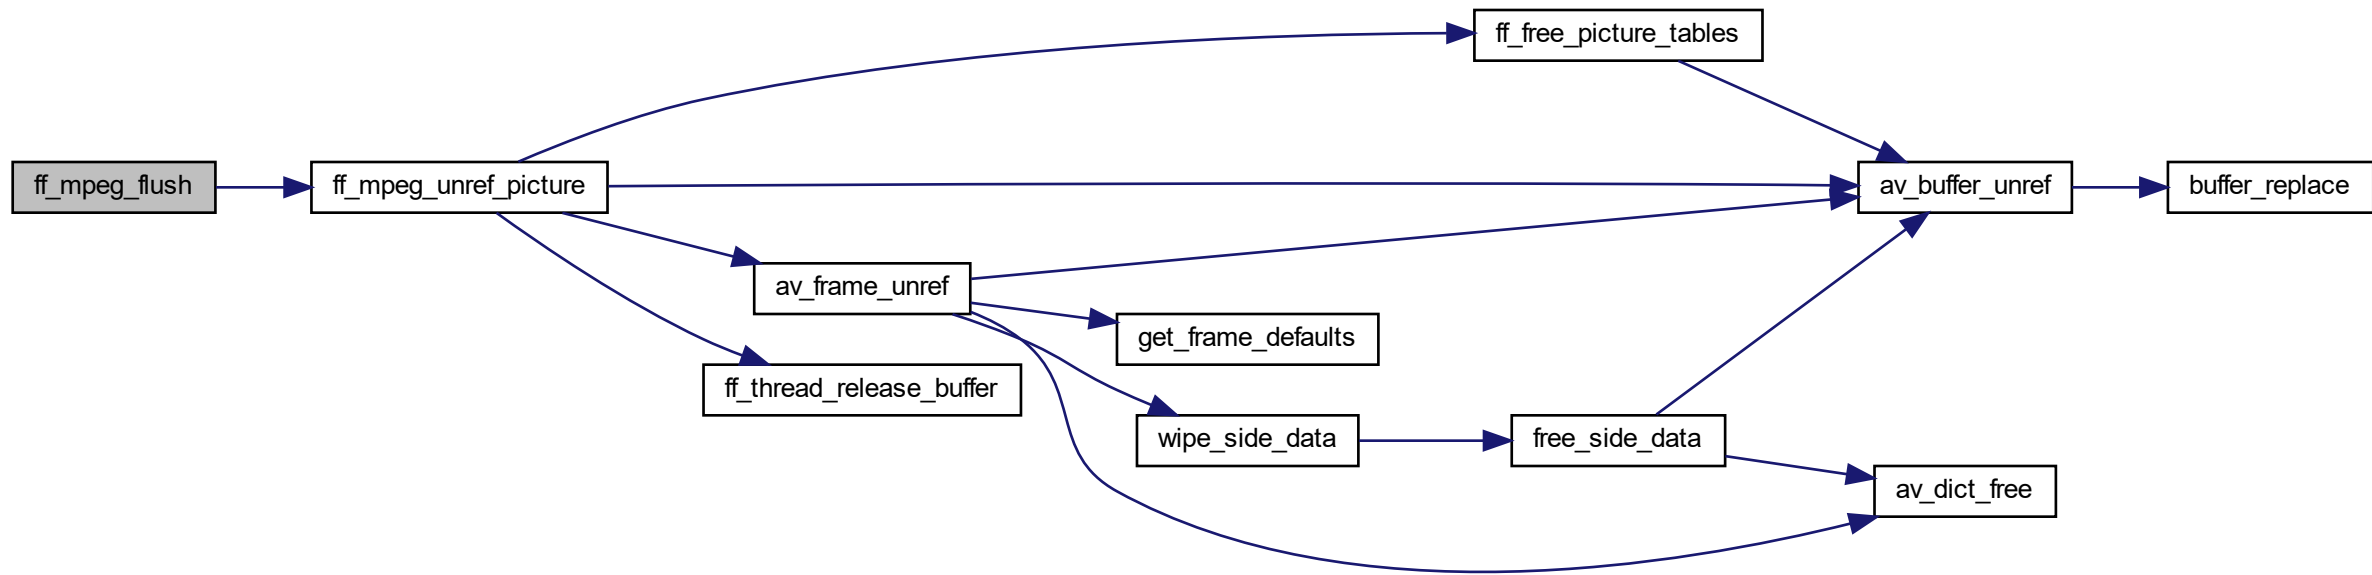 ff_mpeg_flush
ff_mpeg_unref_picture
ff_free_picture_tables
av_buffer_unref
buffer_replace
av_frame_unref
get_frame_defaults
ff_thread_release_buffer
wipe_side_data
free_side_data
av_dict_free